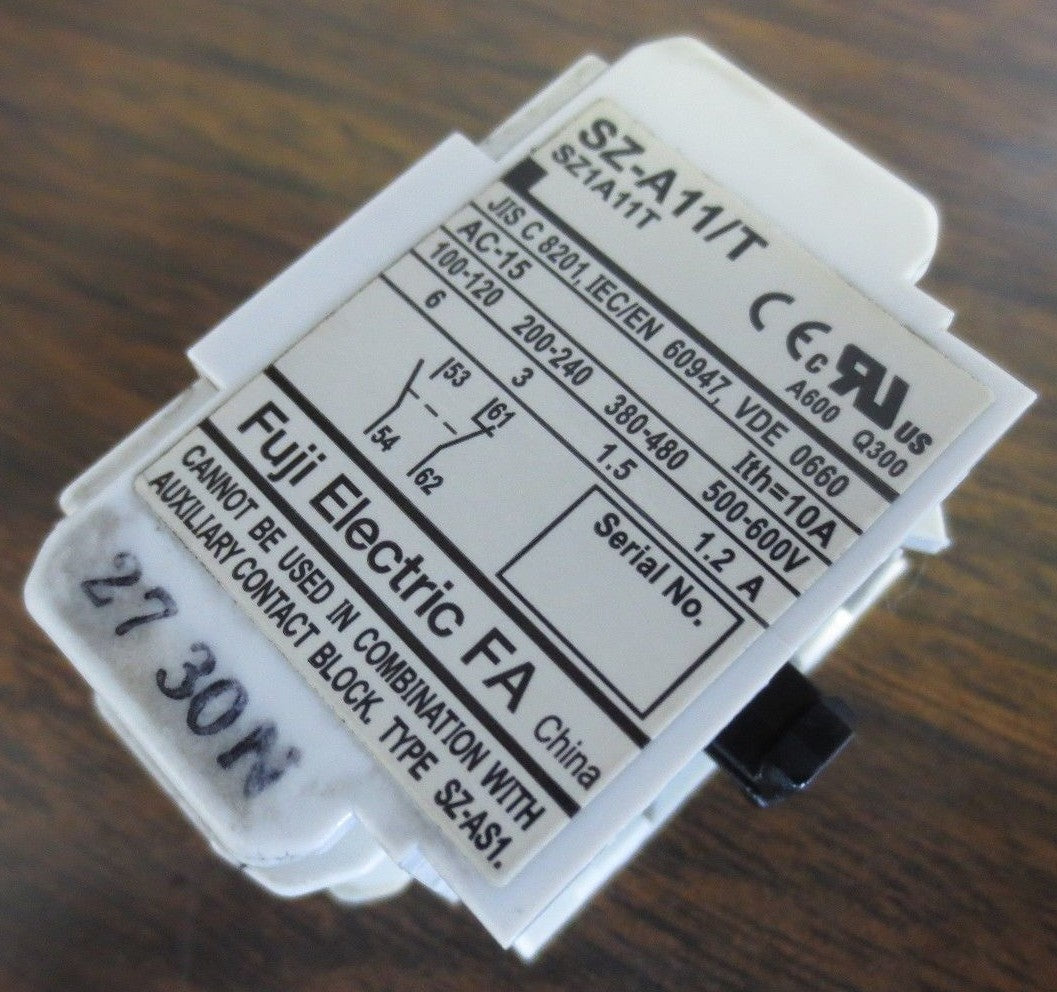 SZ-A11/T
SZ1A11T
CE c UR US
A600 Q300
JIS C 8201, IEC/EN 60947, VDE 0660
AC-15 Ith=10A
100-120 200-240 380-480 500-600V
6 3 1.5 1.2 A
53 61
54 62
Serial No.
Fuji Electric FA China
CANNOT BE USED IN COMBINATION WITH
AUXILIARY CONTACT BLOCK. TYPE SZ-AS1.
27 30N